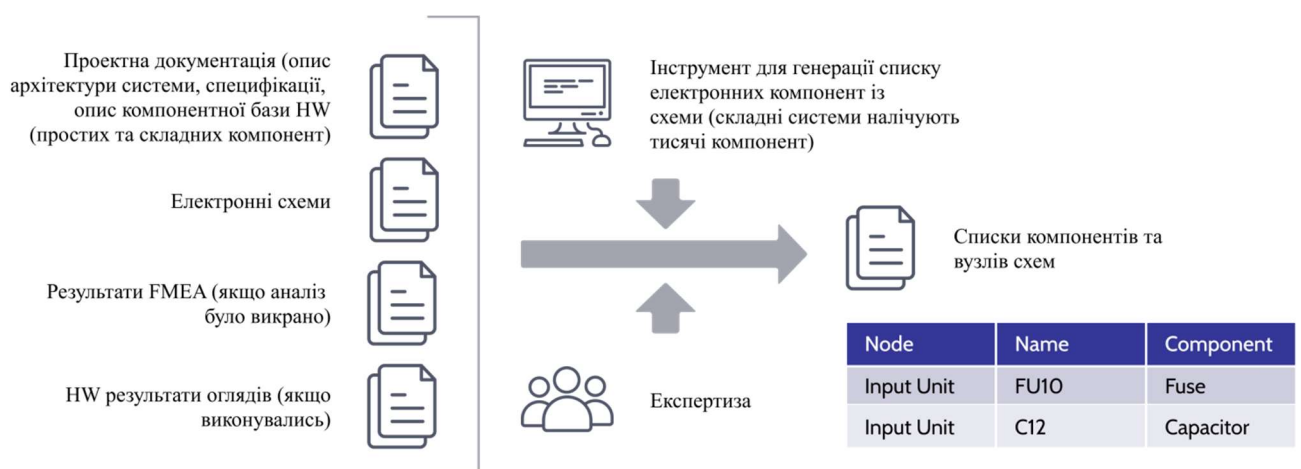 Проектна документація (опис
архітектури системи, специфікації,
опис компонентної бази HW
(простих та складних компонент)
Електронні схеми
Результати FMEA (якщо аналіз
було викрано)
HW результати оглядів (якщо
виконувались)
Інструмент для генерації списку
електронних компонент із
схеми (складні системи налічують
тисячі компонент)
Експертиза
Списки компонентів та
вузлів схем
Node Name Component
Input Unit FU10 Fuse
Input Unit C12 Capacitor